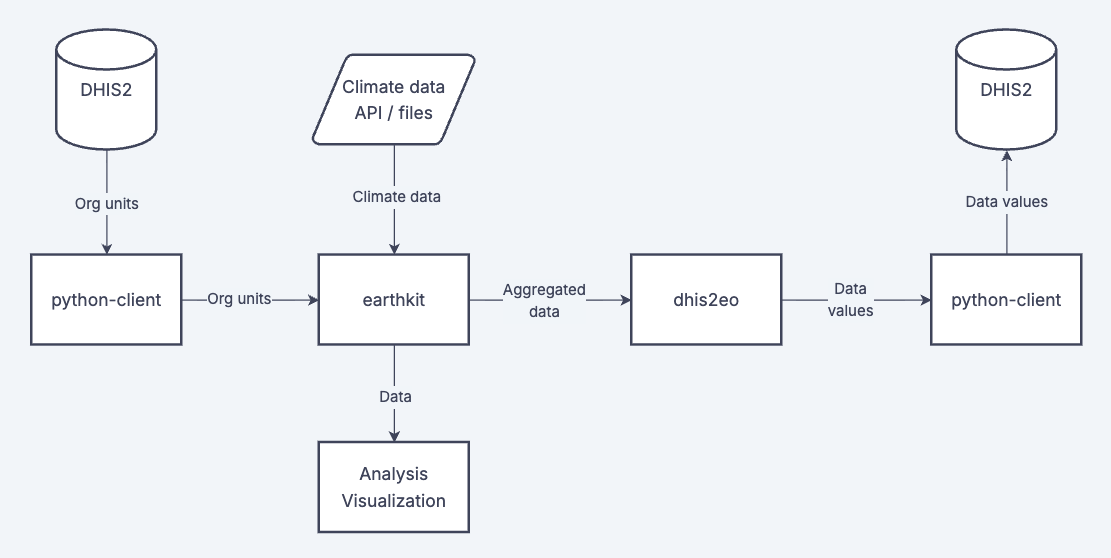 DHIS2
Climate data
API / files
DHIS2
Org units
Climate data
Data values
python-client
Org units
earthkit
Aggregated
data
dhis2eo
Data
values
python-client
Data
Analysis
Visualization